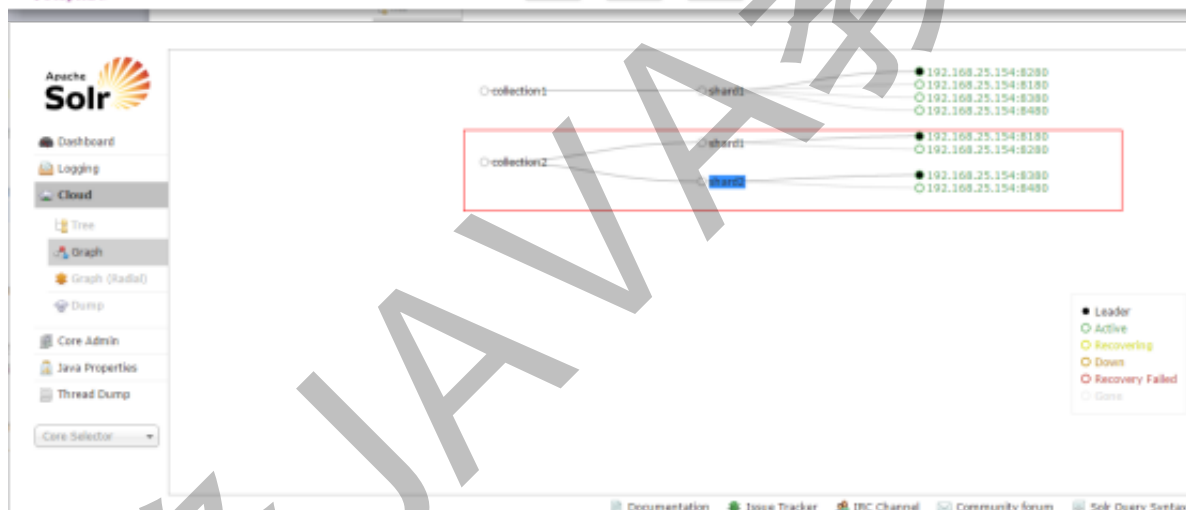 Apache
Solr
Dashboard
Logging
Cloud
Tree
Graph
Graph (Radial)
Dump
Core Admin
Java Properties
Thread Dump
Core Selector
collection1
shard1
192.168.25.154:8280
192.168.25.154:8180
192.168.25.154:8380
192.168.25.154:8480
collection2
shard1
192.168.25.154:8180
192.168.25.154:8280
shard2
192.168.25.154:8380
192.168.25.154:8480
Leader
Active
Recovering
Down
Recovery Failed
Gone
Documentation Issue Tracker IRC Channel Community forum Solr Query Syntax
JAVA